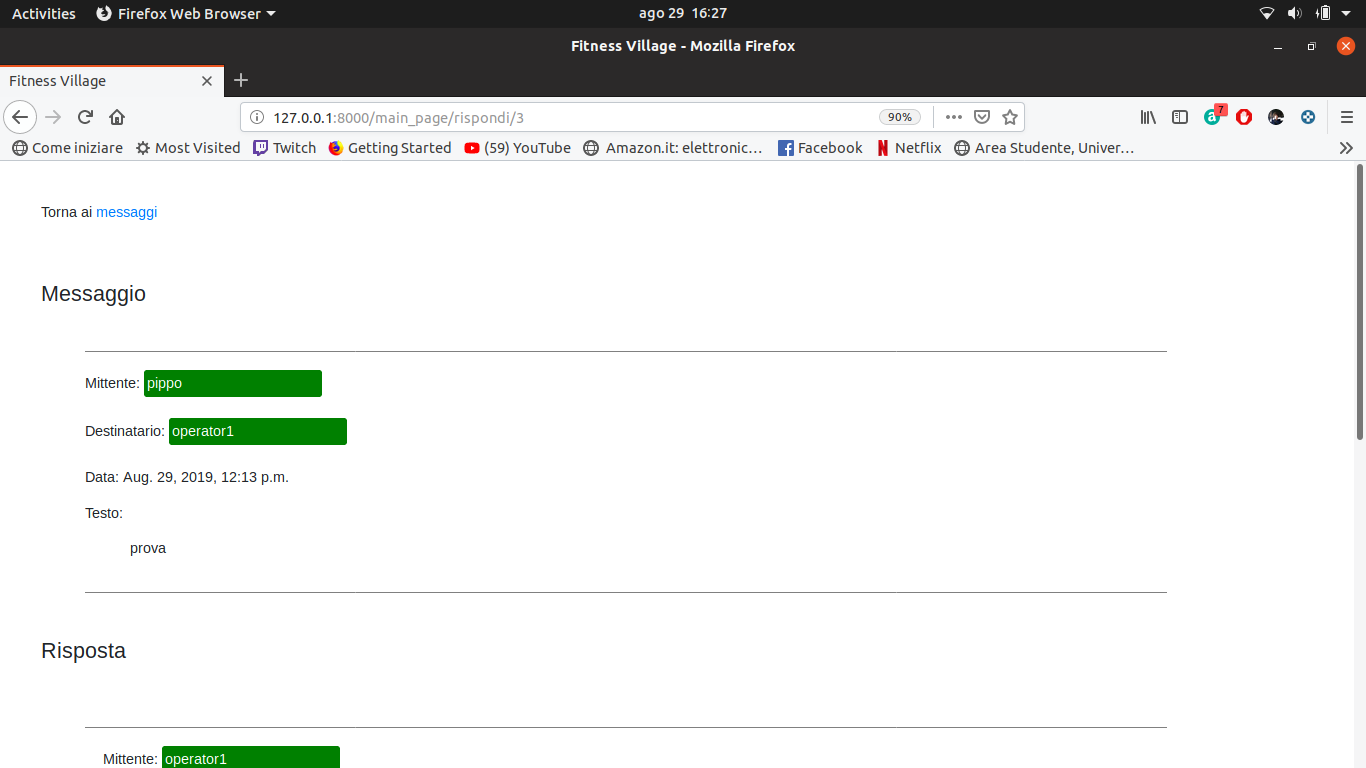 Activities Firefox Web Browser ago 29 16:27
Fitness Village - Mozilla Firefox
Fitness Village
127.0.0.1:8000/main_page/rispondi/3 90% 7
Come iniziare Most Visited Twitch Getting Started (59) YouTube Amazon.it: elettronic… Facebook Netflix Area Studente, Univer…
Torna ai messaggi
Messaggio
Mittente: pippo
Destinatario: operator1
Data: Aug. 29, 2019, 12:13 p.m.
Testo:
prova
Risposta
Mittente: operator1